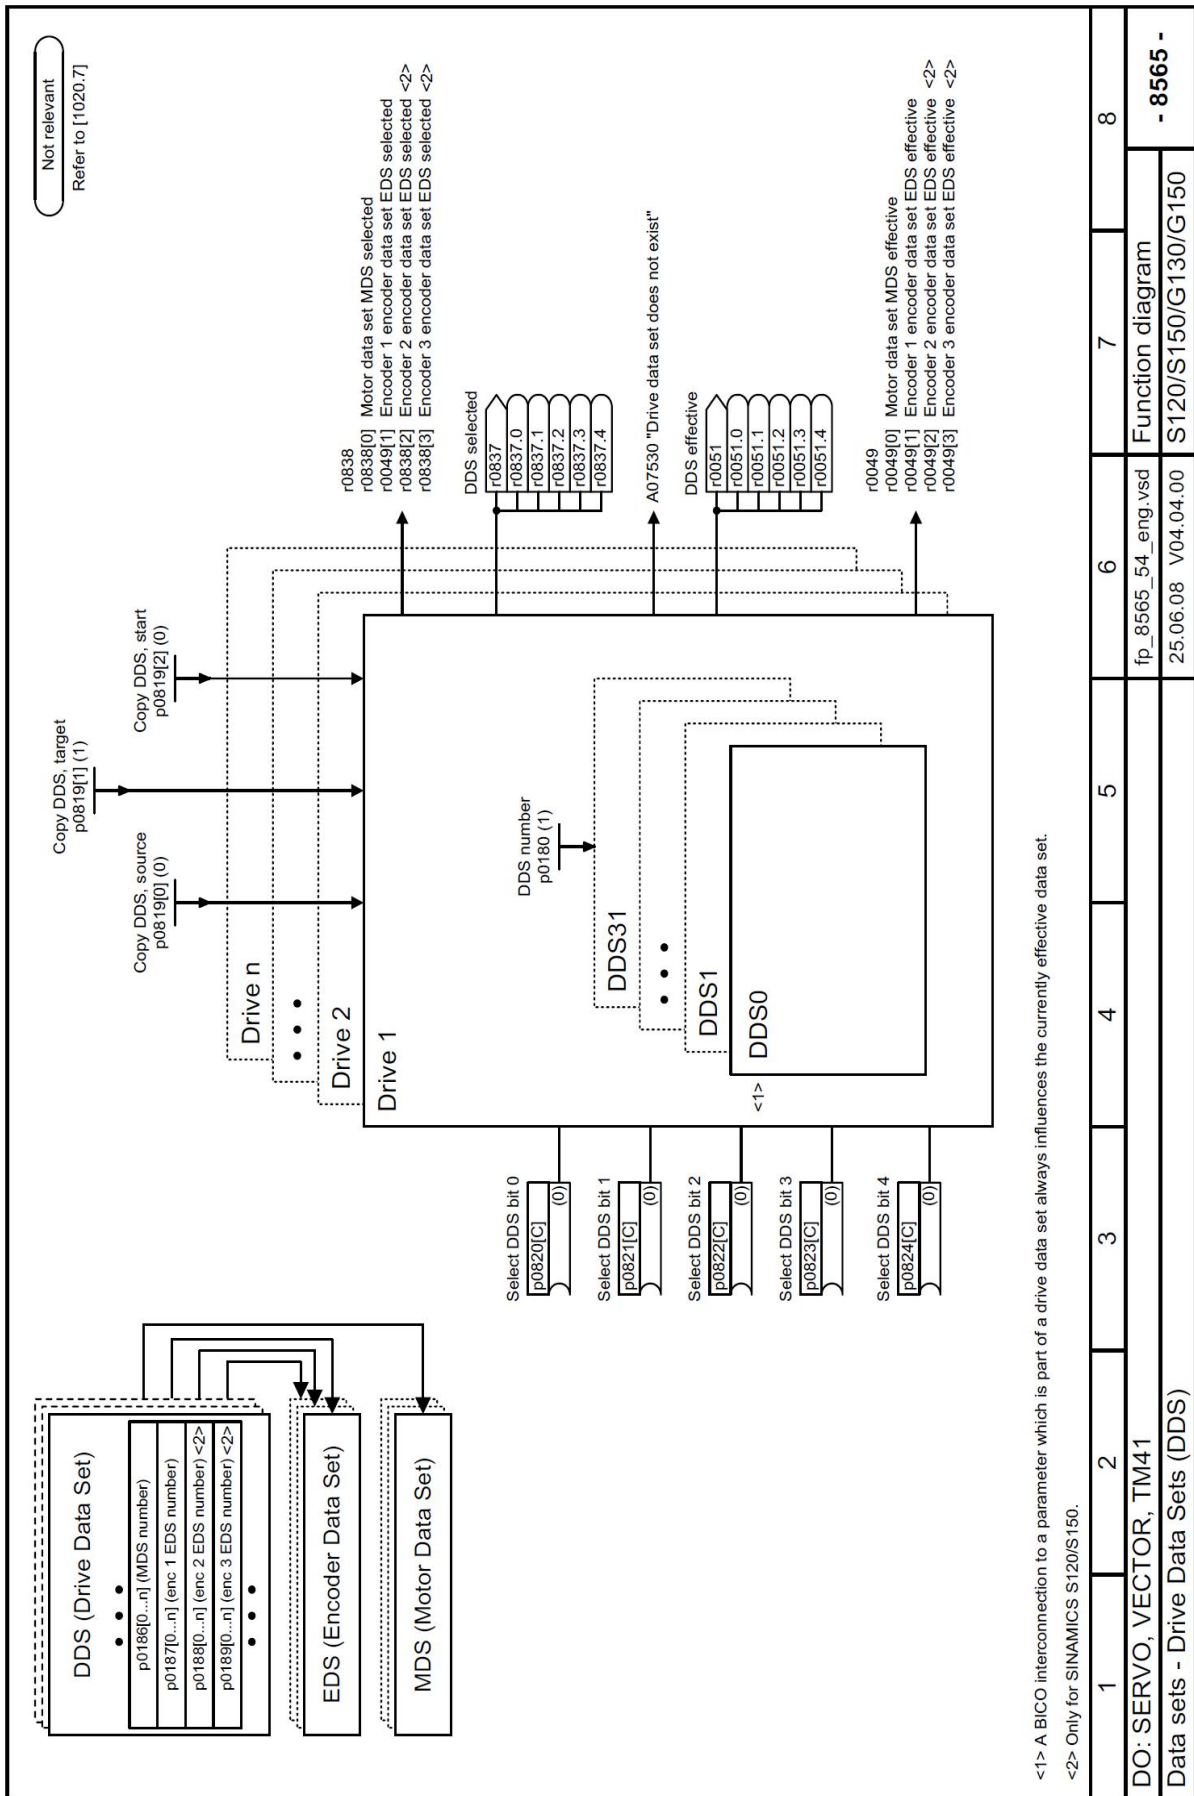 Not relevant
Refer to [1020.7]
DDS (Drive Data Set)
p0186[0...n] (MDS number)
p0187[0...n] (enc 1 EDS number)
p0188[0...n] (enc 2 EDS number) <2>
p0189[0...n] (enc 3 EDS number) <2>
EDS (Encoder Data Set)
MDS (Motor Data Set)
Select DDS bit 0
p0820[C]
(0)
Select DDS bit 1
p0821[C]
(0)
Select DDS bit 2
p0822[C]
(0)
Select DDS bit 3
p0823[C]
(0)
Select DDS bit 4
p0824[C]
(0)
Copy DDS, source
p0819[0] (0)
Copy DDS, target
p0819[1] (1)
Copy DDS, start
p0819[2] (0)
Drive n
Drive 2
Drive 1
DDS number
p0180 (1)
DDS31
DDS1
DDS0
<1>
r0838
r0838[0] Motor data set MDS selected
r0049[1] Encoder 1 encoder data set EDS selected
r0838[2] Encoder 2 encoder data set EDS selected <2>
r0838[3] Encoder 3 encoder data set EDS selected <2>
DDS selected
r0837
r0837.0
r0837.1
r0837.2
r0837.3
r0837.4
A07530 "Drive data set does not exist"
DDS effective
r0051
r0051.0
r0051.1
r0051.2
r0051.3
r0051.4
r0049
r0049[0] Motor data set MDS effective
r0049[1] Encoder 1 encoder data set EDS effective
r0049[2] Encoder 2 encoder data set EDS effective <2>
r0049[3] Encoder 3 encoder data set EDS effective <2>
<1> A BICO interconnection to a parameter which is part of a drive data set always influences the currently effective data set.
<2> Only for SINAMICS S120/S150.
1 2 3 4 5 6 7 8
DO: SERVO, VECTOR, TM41 fp_8565_54_eng.vsd Function diagram - 8565 -
Data sets - Drive Data Sets (DDS) 25.06.08 V04.04.00 S120/S150/G130/G150